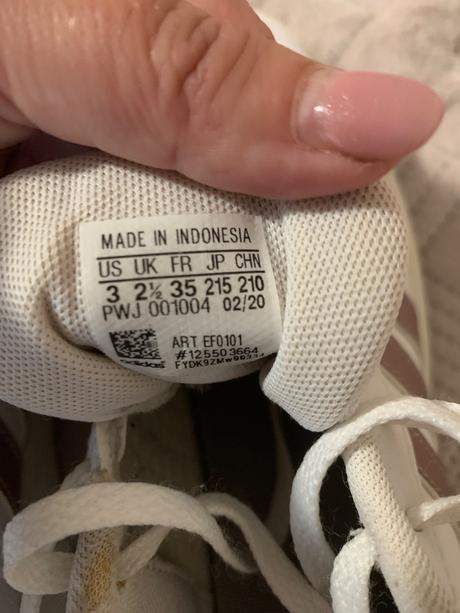 MADE IN INDONESIA
US UK FR JP CHN
3 2½ 35 215 210
PWJ 001004 02/20
ART EF0101
#125503664
adidas